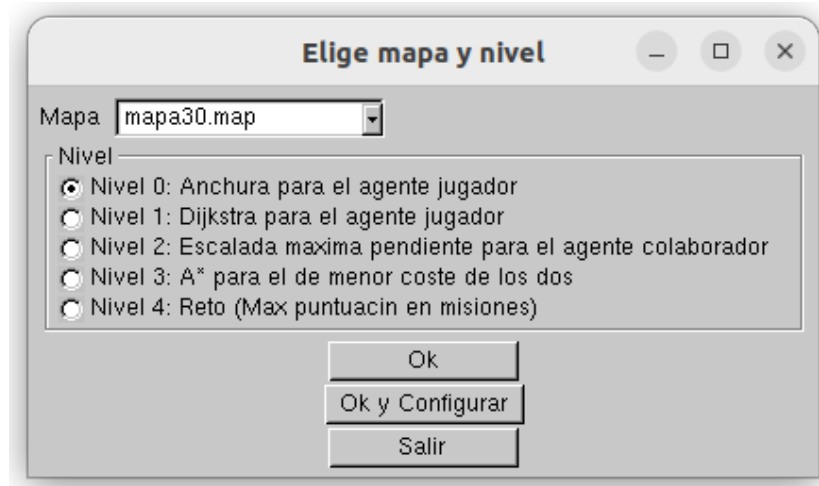 Elige mapa y nivel
Mapa mapa30.map
Nivel
Nivel 0: Anchura para el agente jugador
Nivel 1: Dijkstra para el agente jugador
Nivel 2: Escalada maxima pendiente para el agente colaborador
Nivel 3: A* para el de menor coste de los dos
Nivel 4: Reto (Max puntuacin en misiones)
Ok
Ok y Configurar
Salir